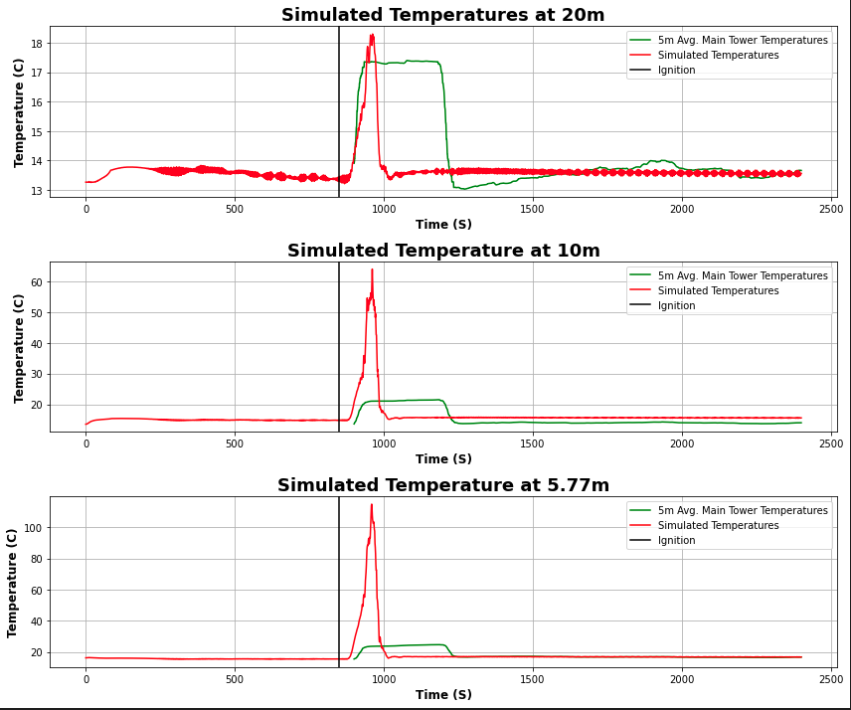 Simulated Temperatures at 20m
Temperature (C)
18
17
16
15
14
13
5m Avg. Main Tower Temperatures
Simulated Temperatures
Ignition
0 500 1000 1500 2000 2500
Time (S)
Simulated Temperature at 10m
Temperature (C)
60
50
40
30
20
5m Avg. Main Tower Temperatures
Simulated Temperatures
Ignition
0 500 1000 1500 2000 2500
Time (S)
Simulated Temperature at 5.77m
Temperature (C)
100
80
60
40
20
5m Avg. Main Tower Temperatures
Simulated Temperatures
Ignition
0 500 1000 1500 2000 2500
Time (S)